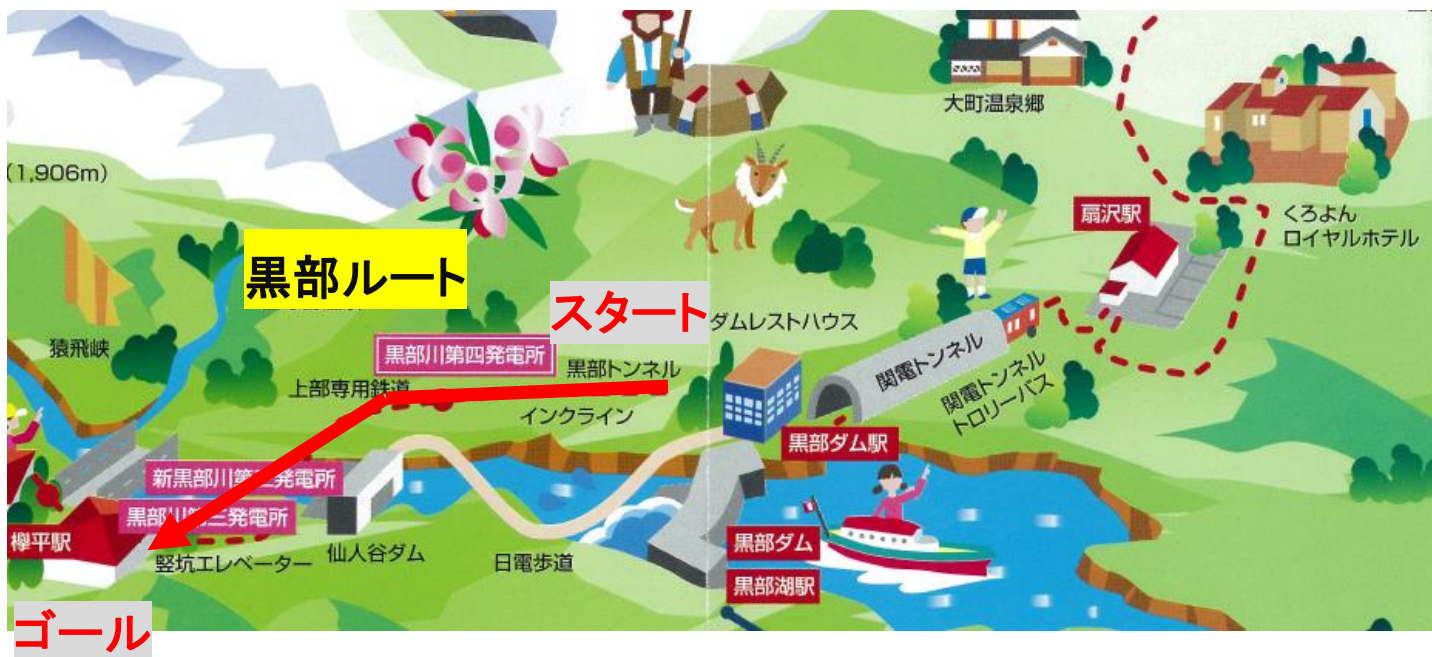 大町温泉郷
(1,906m)
扇沢駅
くろよん
ロイヤルホテル
黒部ルート
スタート
ダムレストハウス
猿飛峡
黒部川第四発電所
黒部トンネル
関電トンネル
関電トンネル
トロリーバス
上部専用鉄道
インクライン
黒部ダム駅
新黒部川第三発電所
黒部川第三発電所
欅平駅
竪坑エレベーター
仙人谷ダム
日電歩道
黒部ダム
黒部湖駅
ゴール